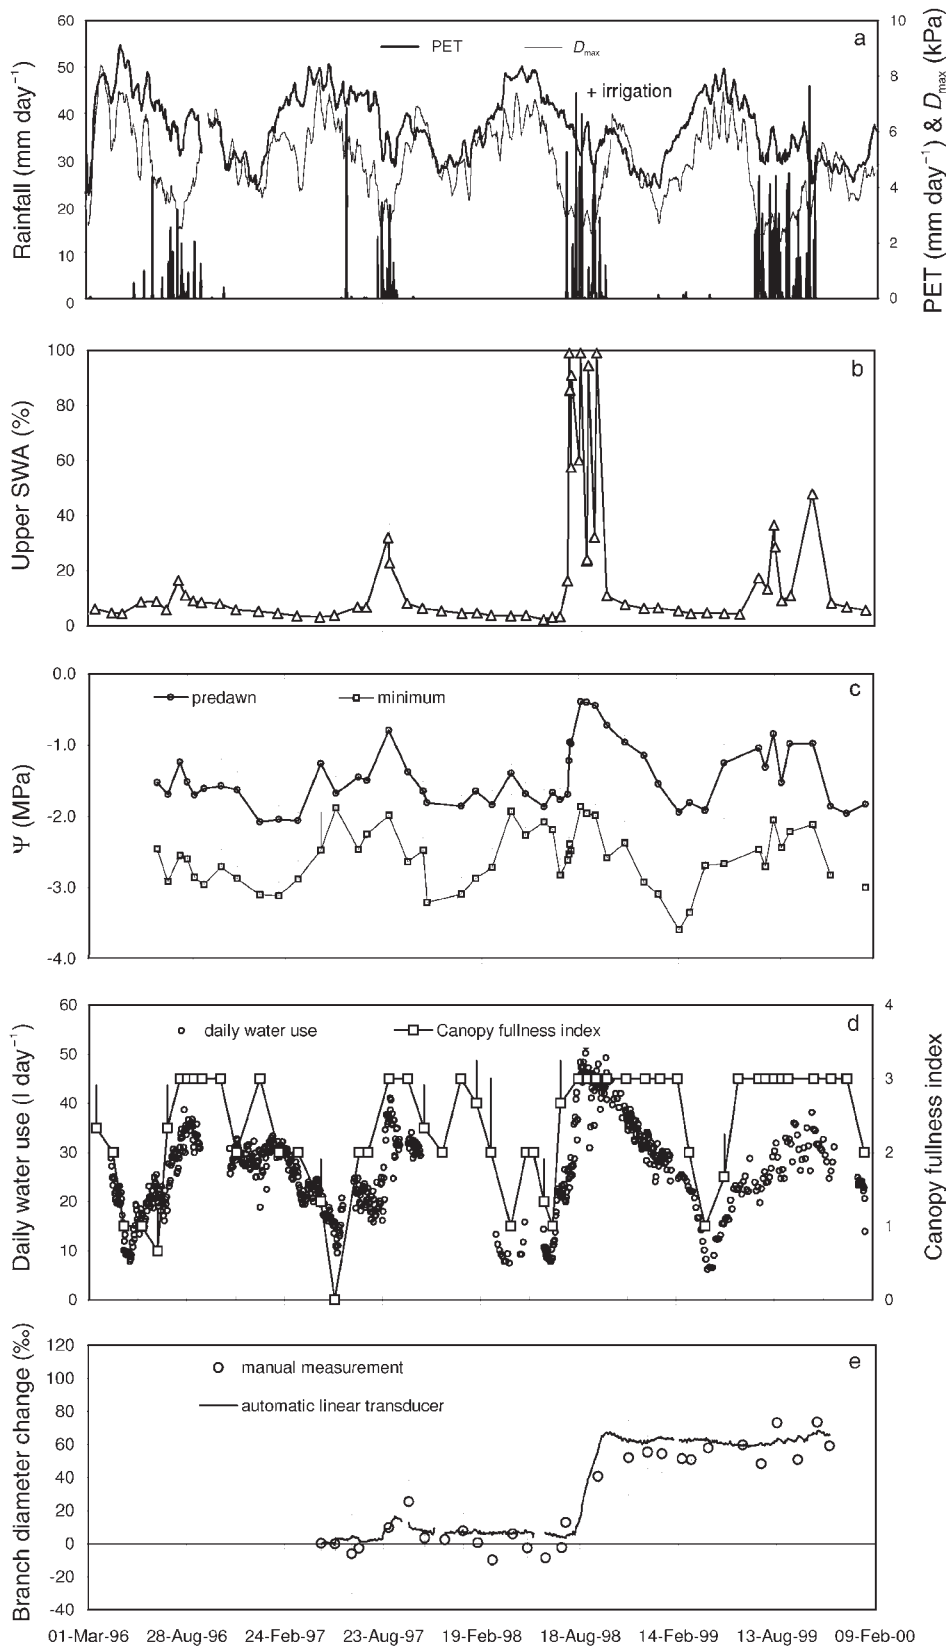 a
PET
Dmax
+ irrigation
Rainfall (mm day⁻¹)
60
50
40
30
20
10
0
PET (mm day⁻¹) & Dmax (kPa)
10
8
6
4
2
0
b
Upper SWA (%)
100
80
60
40
20
0
c
predawn
minimum
Ψ (MPa)
0.0
-1.0
-2.0
-3.0
-4.0
d
daily water use
Canopy fullness index
Daily water use (l day⁻¹)
60
50
40
30
20
10
0
Canopy fullness index
4
3
2
1
0
e
manual measurement
automatic linear transducer
Branch diameter change (‰)
120
100
80
60
40
20
0
-20
-40
01-Mar-96
28-Aug-96
24-Feb-97
23-Aug-97
19-Feb-98
18-Aug-98
14-Feb-99
13-Aug-99
09-Feb-00